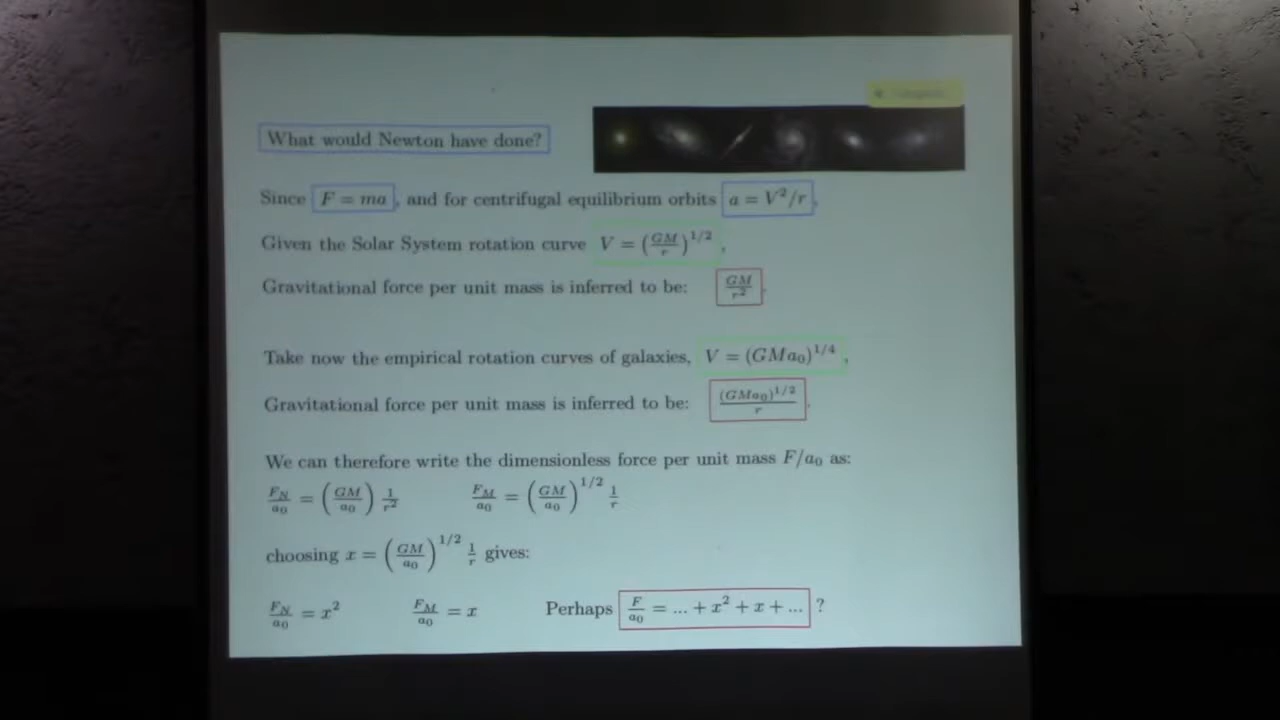 What would Newton have done?
Since F = ma , and for centrifugal equilibrium orbits a = V²/r ,
Given the Solar System rotation curve V = (GM/r)^1/2 ,
Gravitational force per unit mass is inferred to be: GM/r² .
Take now the empirical rotation curves of galaxies, V = (GMa₀)^1/4 ,
Gravitational force per unit mass is inferred to be: (GMa₀)^1/2/r .
We can therefore write the dimensionless force per unit mass F/a₀ as:
F_N/a₀ = (GM/a₀) 1/r² F_M/a₀ = (GM/a₀)^1/2 1/r
choosing x = (GM/a₀)^1/2 1/r gives:
F_N/a₀ = x² F_M/a₀ = x Perhaps F/a₀ = ... + x² + x + ... ?